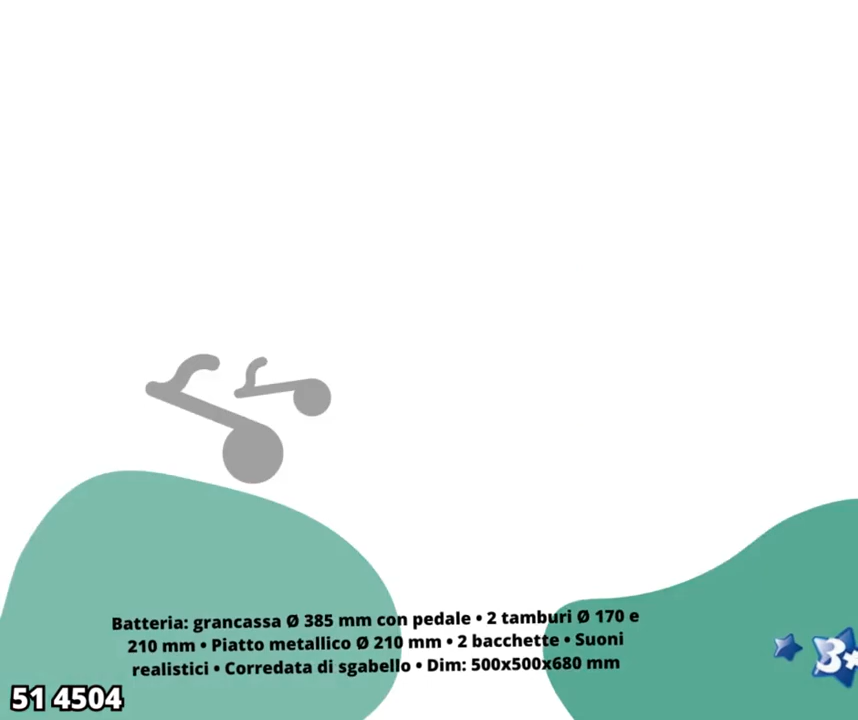 Batteria: grancassa Ø 385 mm con pedale • 2 tamburi Ø 170 e
210 mm • Piatto metallico Ø 210 mm • 2 bacchette • Suoni
realistici • Corredata di sgabello • Dim: 500x500x680 mm
51 4504
3+